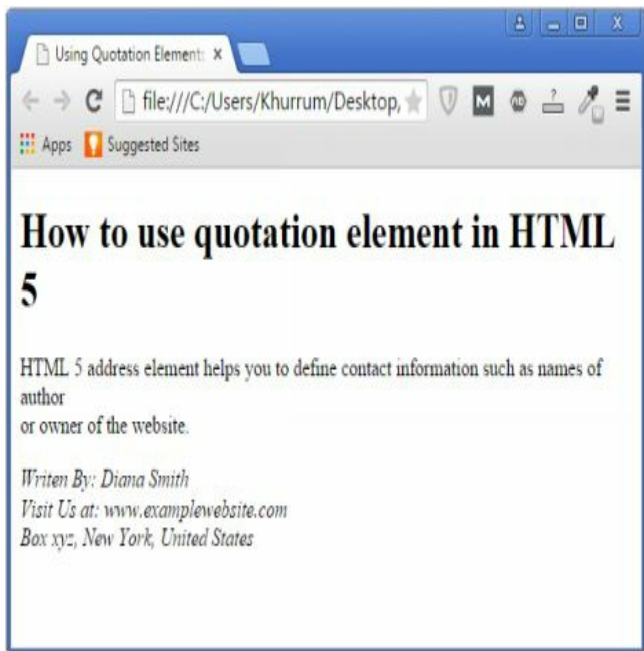 Using Quotation Element
file:///C:/Users/Khurrum/Desktop,
Apps Suggested Sites
How to use quotation element in HTML
5
HTML 5 address element helps you to define contact information such as names of
author
or owner of the website.
Writen By: Diana Smith
Visit Us at: www.examplewebsite.com
Box xyz, New York, United States